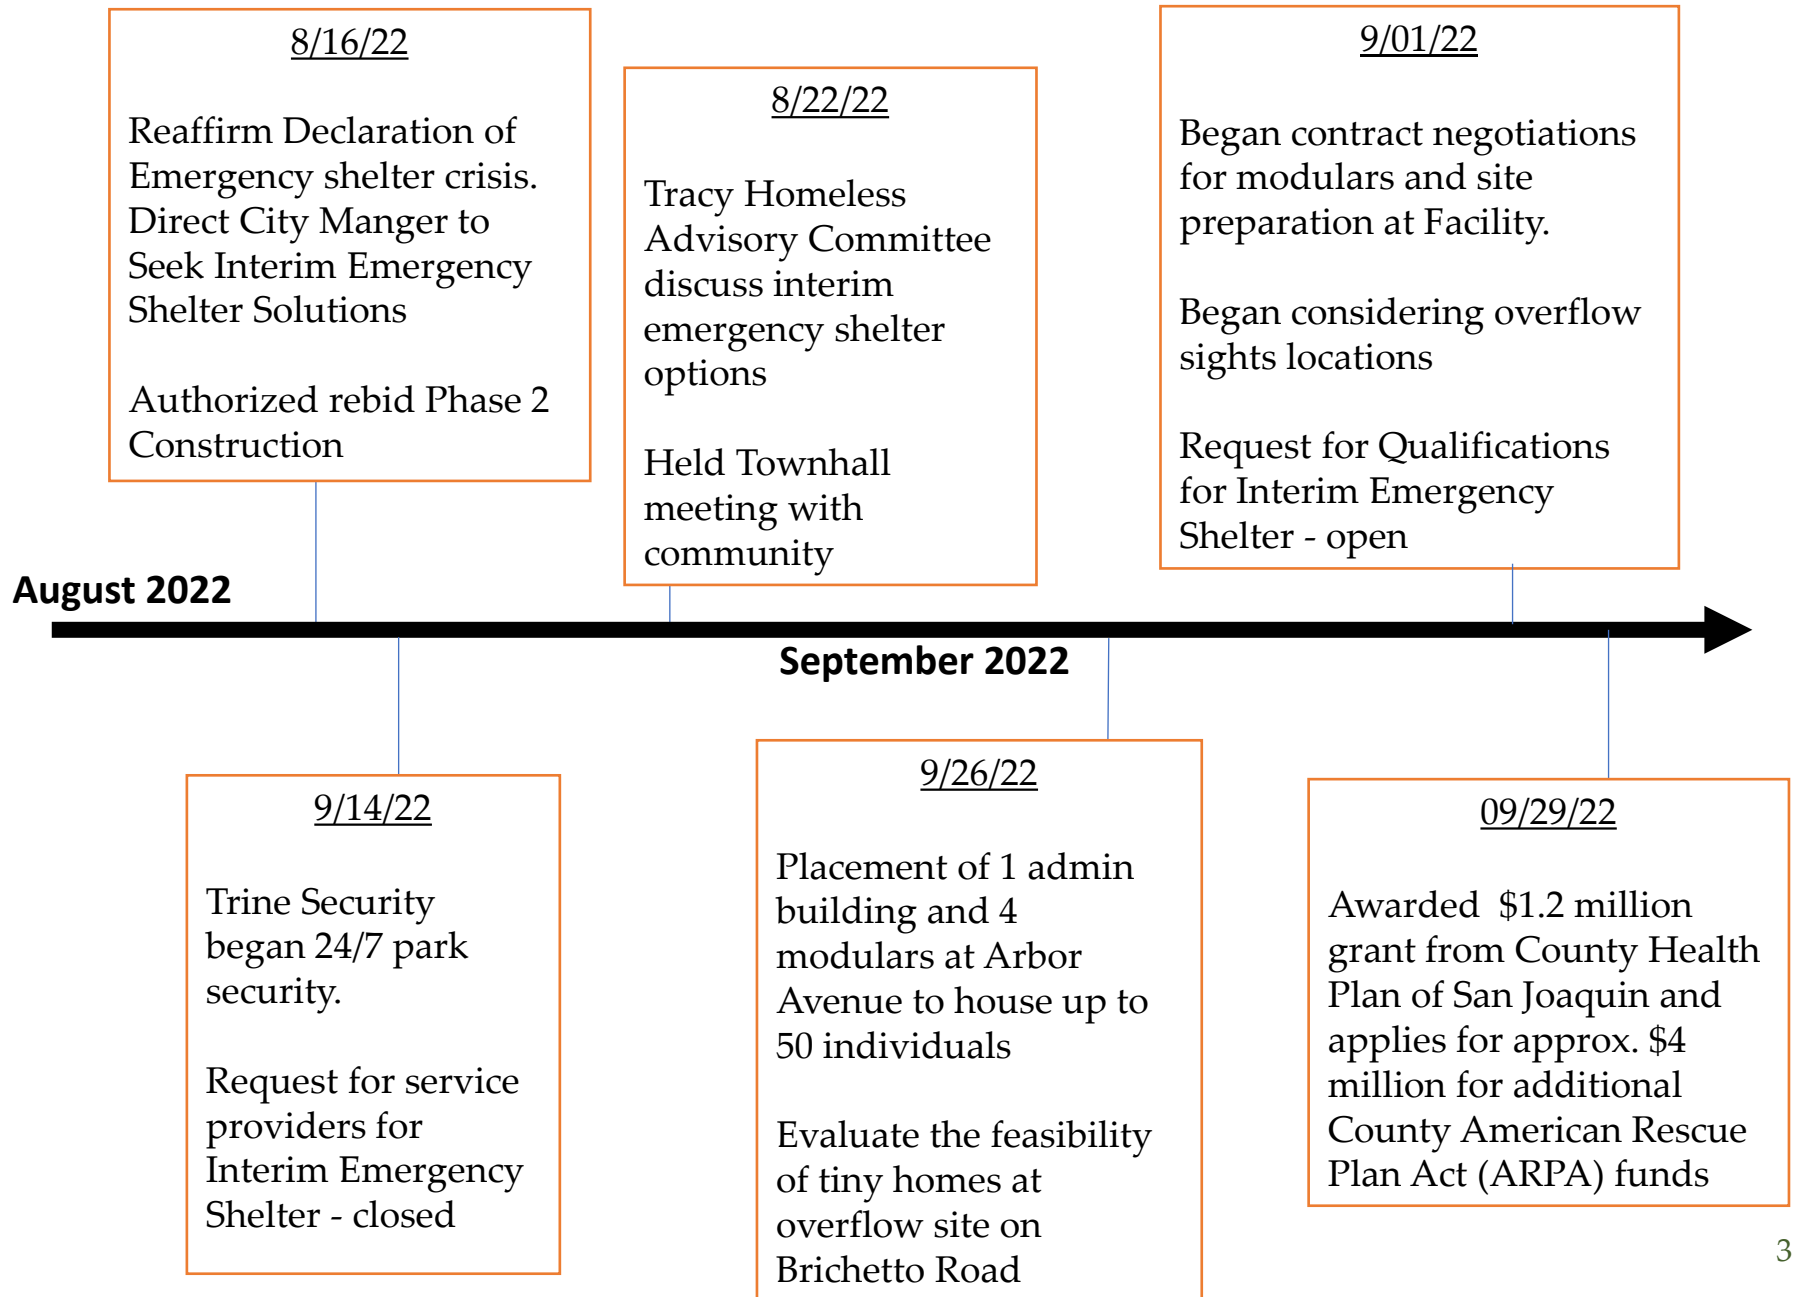 8/16/22
Reaffirm Declaration of
Emergency shelter crisis.
Direct City Manger to
Seek Interim Emergency
Shelter Solutions
Authorized rebid Phase 2
Construction
8/22/22
Tracy Homeless
Advisory Committee
discuss interim
emergency shelter
options
Held Townhall
meeting with
community
9/01/22
Began contract negotiations
for modulars and site
preparation at Facility.
Began considering overflow
sights locations
Request for Qualifications
for Interim Emergency
Shelter - open
August 2022
September 2022
9/14/22
Trine Security
began 24/7 park
security.
Request for service
providers for
Interim Emergency
Shelter - closed
9/26/22
Placement of 1 admin
building and 4
modulars at Arbor
Avenue to house up to
50 individuals
Evaluate the feasibility
of tiny homes at
overflow site on
Brichetto Road
09/29/22
Awarded $1.2 million
grant from County Health
Plan of San Joaquin and
applies for approx. $4
million for additional
County American Rescue
Plan Act (ARPA) funds
3